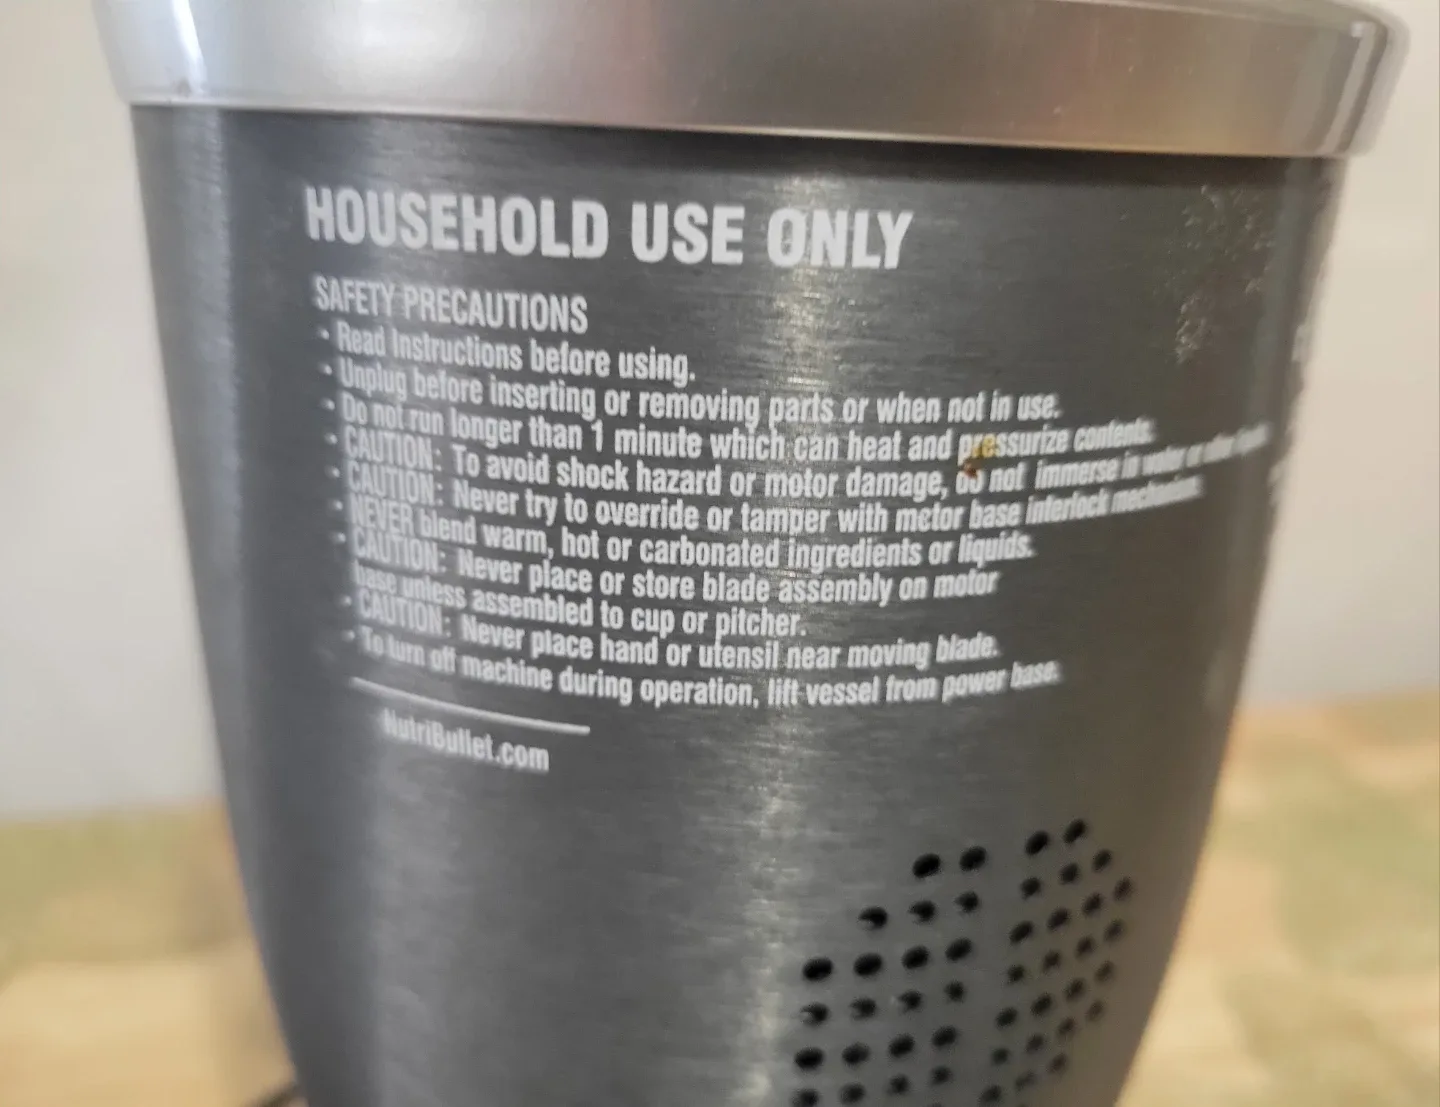 HOUSEHOLD USE ONLY
SAFETY PRECAUTIONS
• Read Instructions before using.
• Unplug before inserting or removing parts or when not in use.
• Do not run longer than 1 minute which can heat and pressurize contents.
• CAUTION: To avoid shock hazard or motor damage, do not immerse in water or other liquids.
• CAUTION: Never try to override or tamper with motor base interlock mechanism.
• NEVER blend warm, hot or carbonated ingredients or liquids.
• CAUTION: Never place or store blade assembly on motor
base unless assembled to cup or pitcher.
• CAUTION: Never place hand or utensil near moving blade.
• To turn off machine during operation, lift vessel from power base.
NutriBullet.com